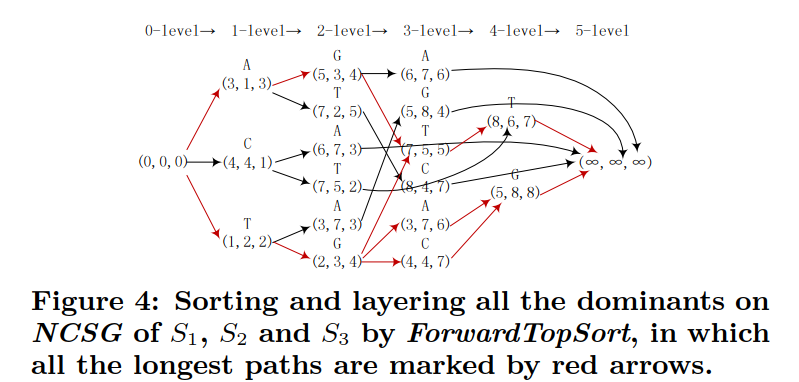 0-level→ 1-level→ 2-level→ 3-level→ 4-level→ 5-level
G A
A (5, 3, 4) (6, 7, 6)
(3, 1, 3) T G
(7, 2, 5) (5, 8, 4) T
A T (8, 6, 7)
C (6, 7, 3) (7, 5, 5)
(0, 0, 0) (4, 4, 1) T C (∞, ∞, ∞)
(7, 5, 2) (8, 4, 7) G
A A (5, 8, 8)
T (3, 7, 3) (3, 7, 6)
(1, 2, 2) G C
(2, 3, 4) (4, 4, 7)
Figure 4: Sorting and layering all the dominants on
NCSG of S₁, S₂ and S₃ by ForwardTopSort, in which
all the longest paths are marked by red arrows.